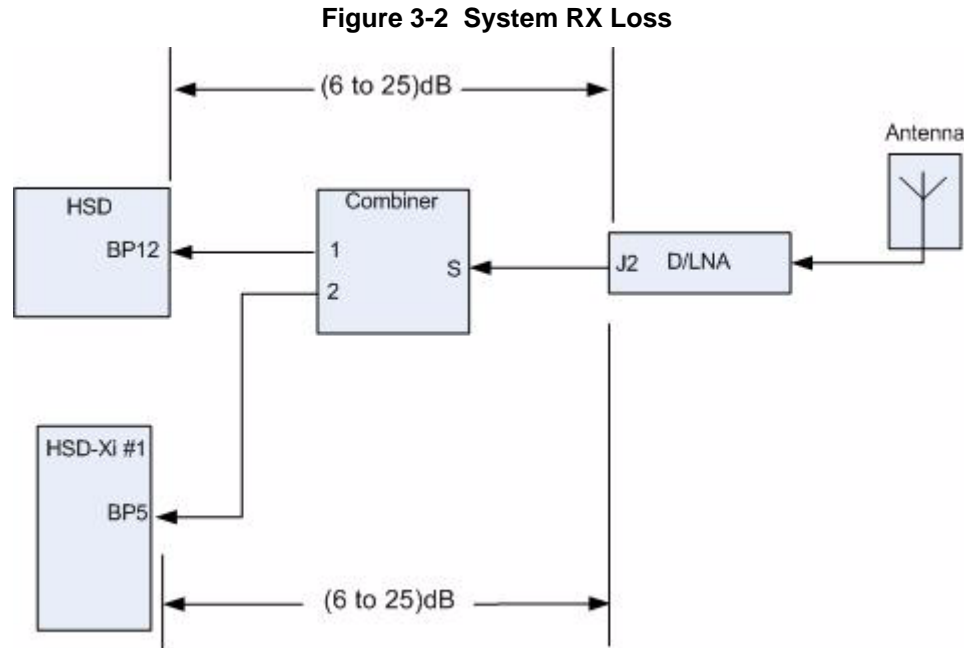 Figure 3-2 System RX Loss
(6 to 25)dB
Antenna
HSD
BP12
Combiner
1
2
S
J2 D/LNA
HSD-Xi #1
BP5
(6 to 25)dB